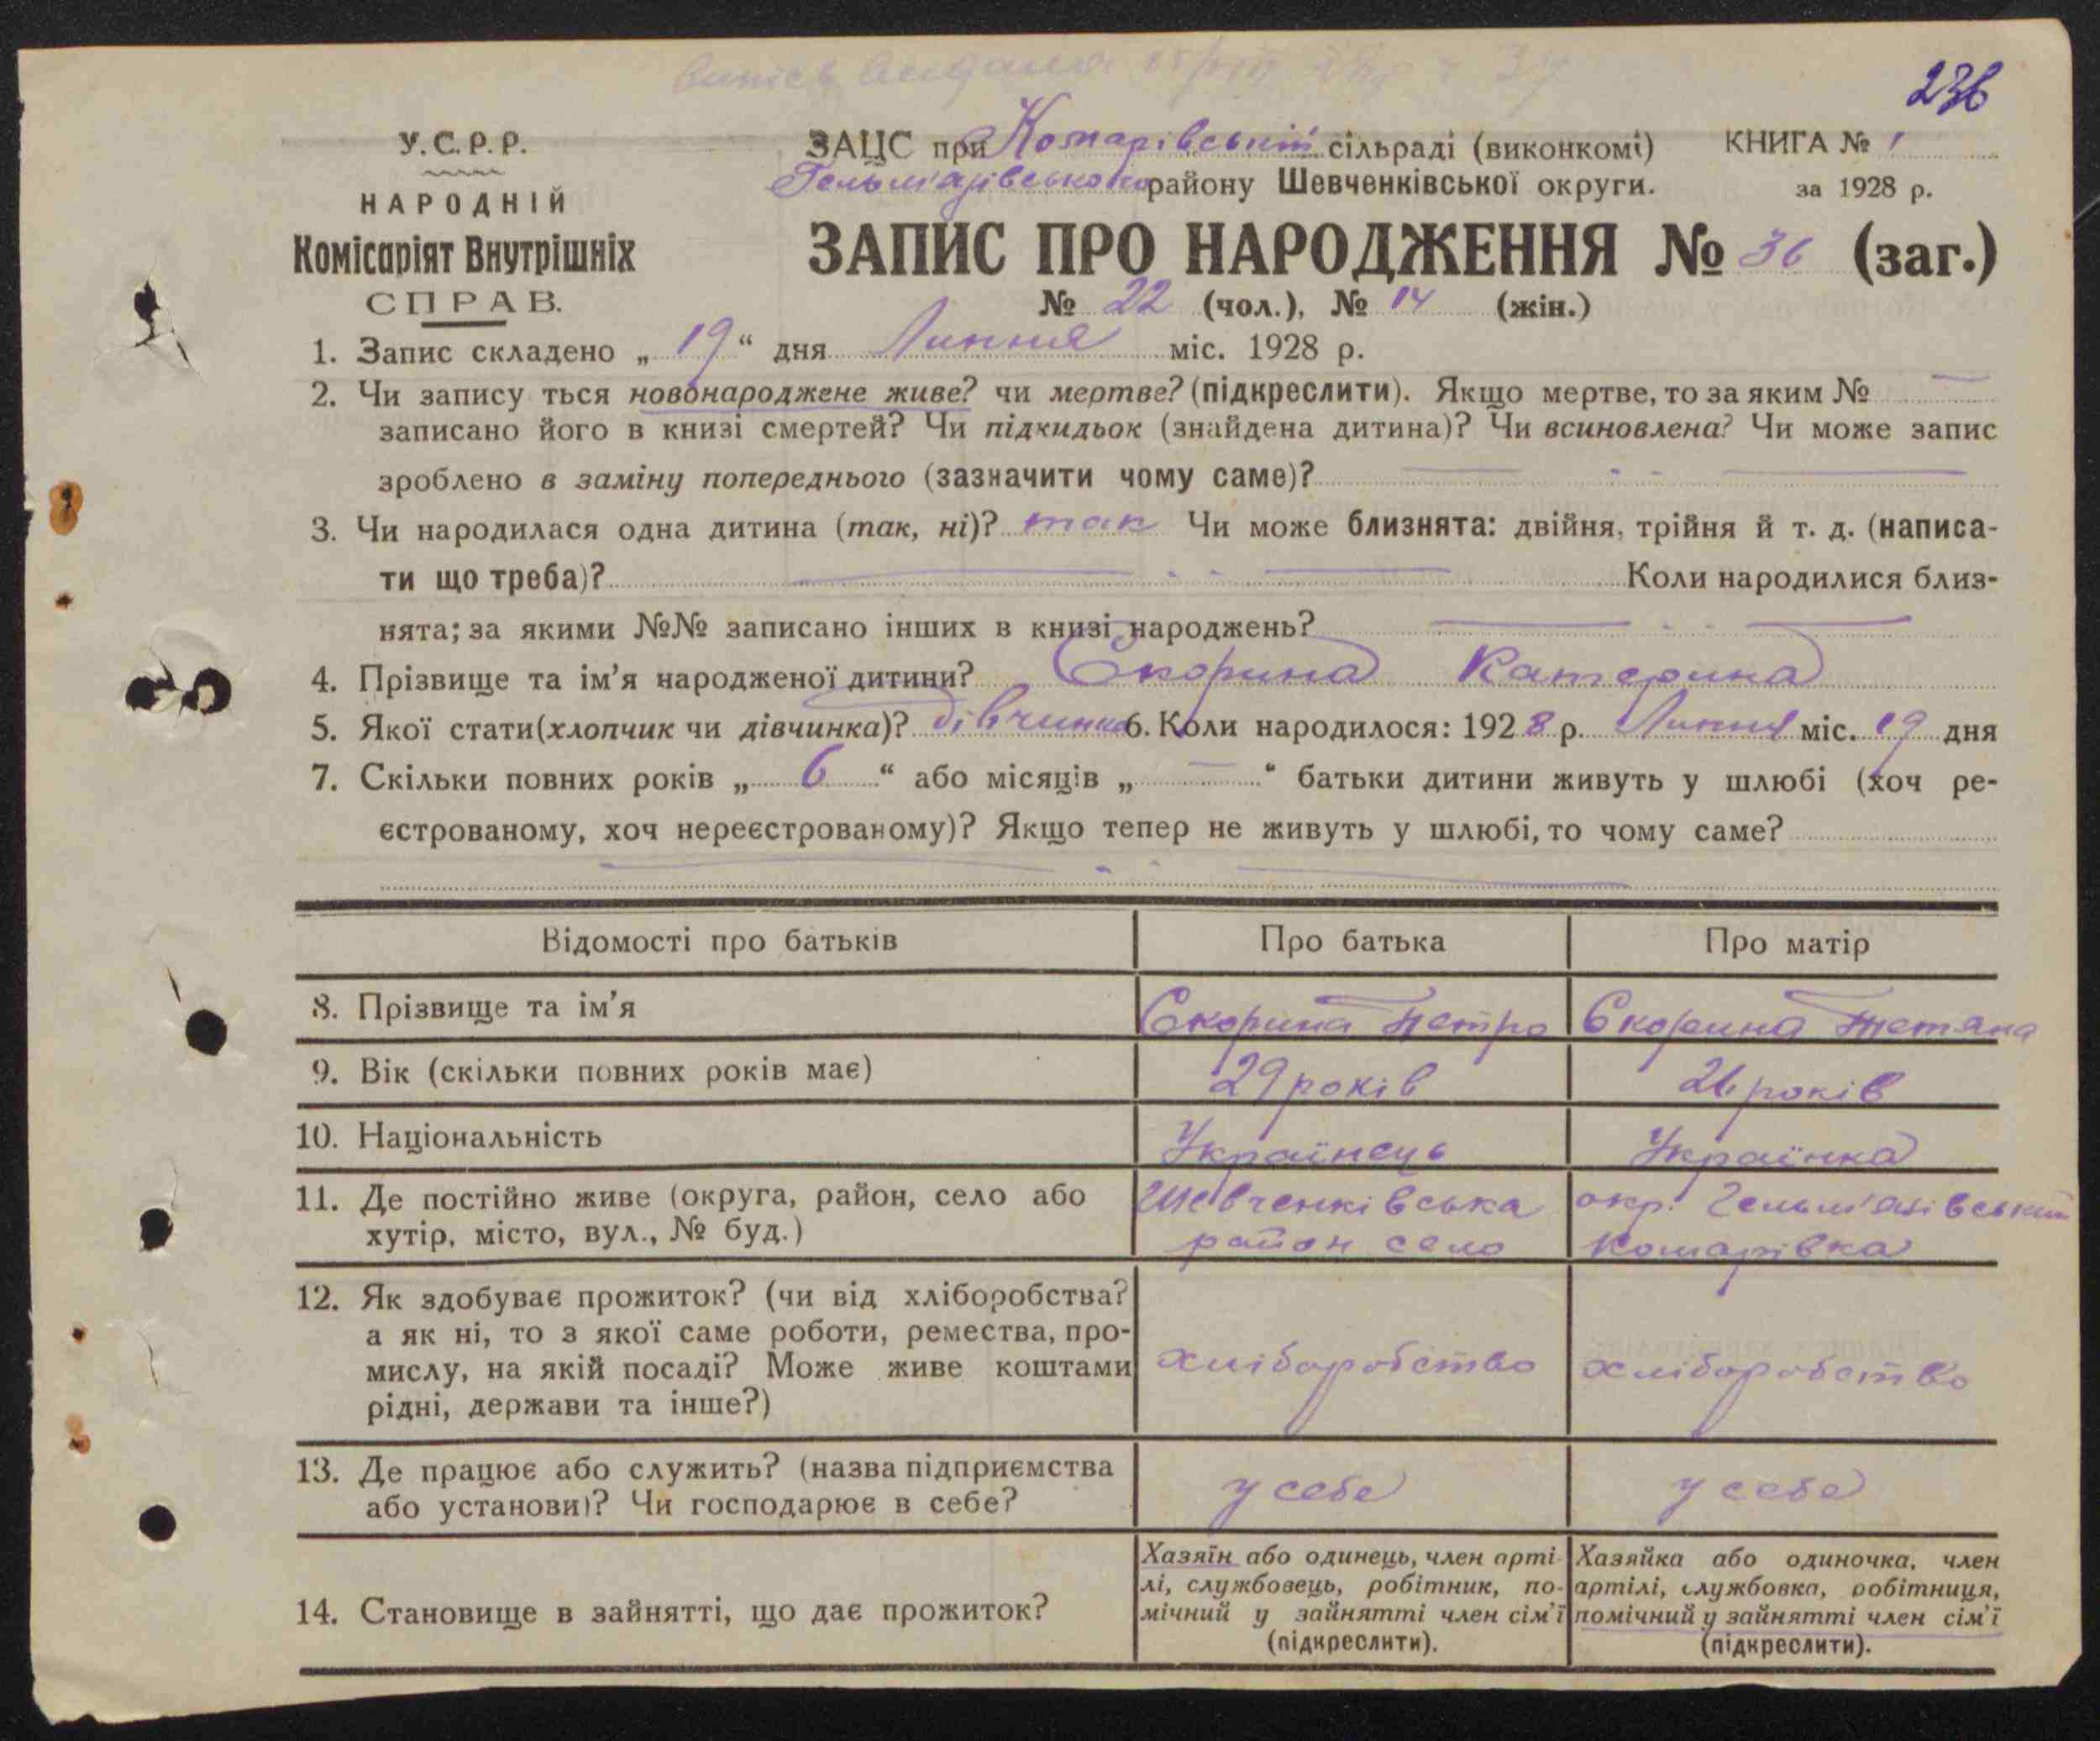 236
У.С.Р.Р.
НАРОДНІЙ
Комісаріят Внутрішніх
СПРАВ.
ЗАЦС при Комарівській сільраді (виконкомі)
КНИГА № 1
Гельмязівського району Шевченківської округи.
за 1928 р.
ЗАПИС ПРО НАРОДЖЕННЯ № 36 (заг.)
№ 22 (чол.), № 14 (жін.)
1. Запис складено „ 19 “ дня Липня міс. 1928 р.
2. Чи запису ться новонароджене живе? чи мертве? (підкреслити). Якщо мертве, то за яким № —
записано його в книзі смертей? Чи підкидьок (знайдена дитина)? Чи всиновлена? Чи може запис
зроблено в заміну попереднього (зазначити чому саме)?
3. Чи народилася одна дитина (так, ні)? так Чи може близнята: двійня, трійня й т. д. (написа-
ти що треба)? Коли народилися близ-
нята; за якими №№ записано інших в книзі народжень?
4. Прізвище та ім’я народженої дитини? Скорина Катерина
5. Якої стати (хлопчик чи дівчинка)? дівчинка 6. Коли народилося: 1928 р. Липня міс. 19 дня
7. Скільки повних років „ 6 “ або місяців „ — “ батьки дитини живуть у шлюбі (хоч ре-
єстрованому, хоч нереєстрованому)? Якщо тепер не живуть у шлюбі, то чому саме?
Відомості про батьків
Про батька
Про матір
8. Прізвище та ім’я
Скорина Петро
Скорина Тетяна
9. Вік (скільки повних років має)
29 років
26 років
10. Національність
Українець
Українка
11. Де постійно живе (округа, район, село або
хутір, місто, вул., № буд.)
Шевченківська окр. Гельм'язівський
район село Комарівка
12. Як здобуває прожиток? (чи від хліборобства?
а як ні, то з якої саме роботи, ремества, про-
мислу, на якій посаді? Може живе коштами
рідні, держави та інше?)
хліборобство
хліборобство
13. Де працює або служить? (назва підприємства
або установи)? Чи господарює в себе?
у себе
у себе
14. Становище в зайнятті, що дає прожиток?
Хазяїн або одинець, член арті-
лі, службовець, робітник, по-
мічний у зайнятті член сім’ї
(підкреслити).
Хазяйка або одиночка, член
артілі, службовка, робітниця,
помічний у зайнятті член сім’ї
(підкреслити).